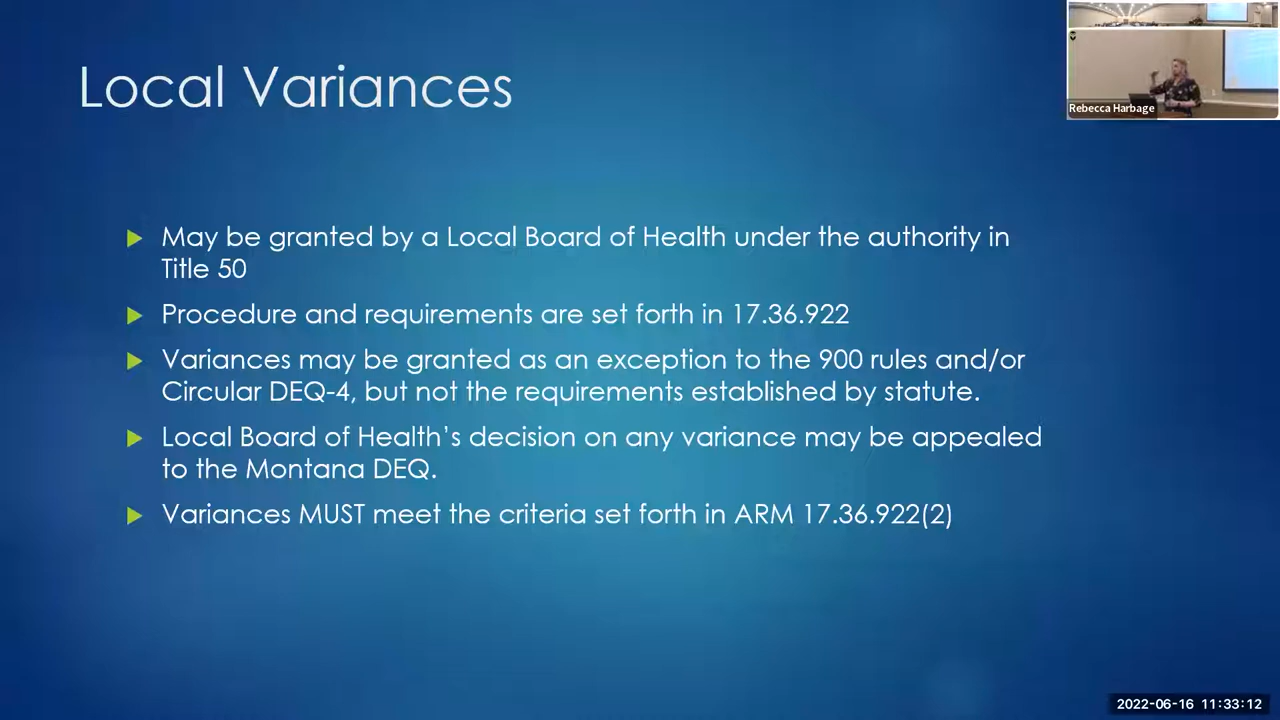 Local Variances
Rebecca Harbage
May be granted by a Local Board of Health under the authority in
Title 50
Procedure and requirements are set forth in 17.36.922
Variances may be granted as an exception to the 900 rules and/or
Circular DEQ-4, but not the requirements established by statute.
Local Board of Health’s decision on any variance may be appealed
to the Montana DEQ.
Variances MUST meet the criteria set forth in ARM 17.36.922(2)
2022-06-16 11:33:12